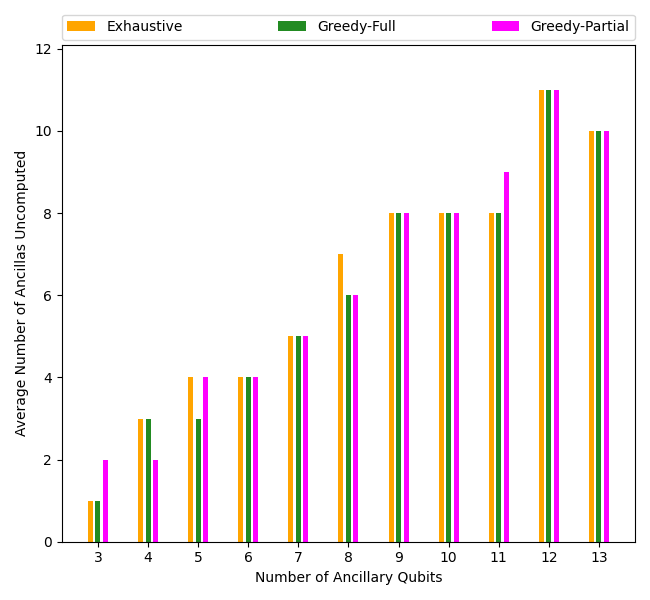 Exhaustive Greedy-Full Greedy-Partial
Average Number of Ancillas Uncomputed
12
10
8
6
4
2
0
3 4 5 6 7 8 9 10 11 12 13
Number of Ancillary Qubits